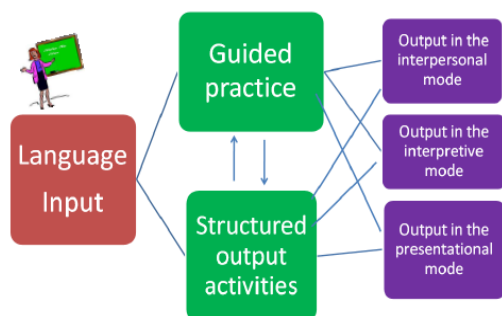 Language
Input
Guided
practice
Structured
output
activities
Output in the
interpersonal
mode
Output in the
interpretive
mode
Output in the
presentational
mode